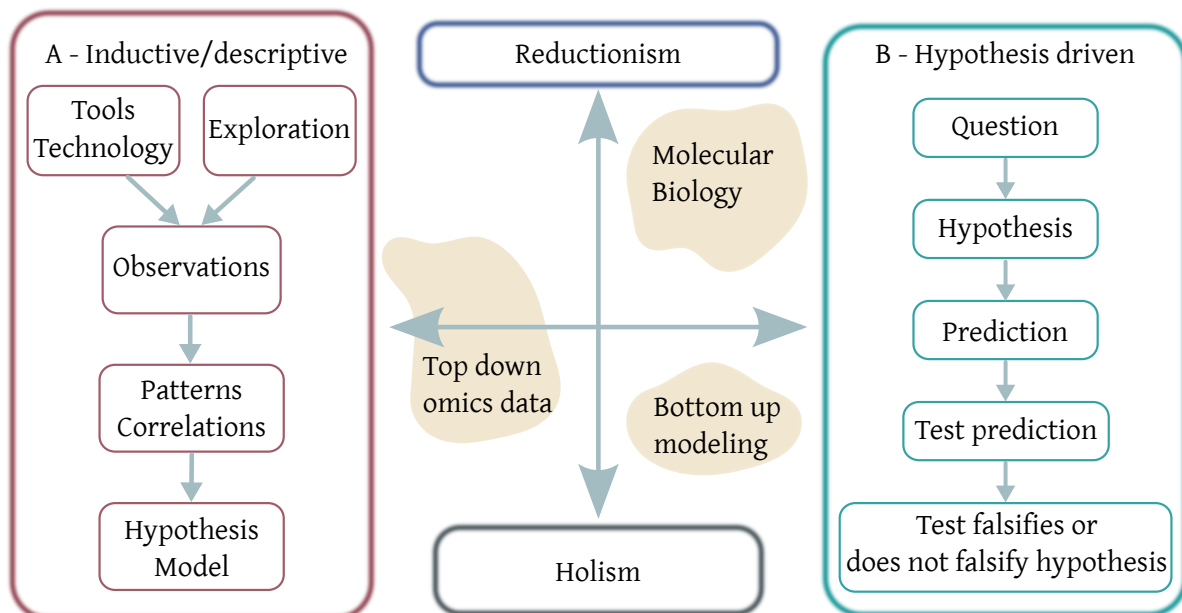 A - Inductive/descriptive
Tools
Technology
Exploration
Observations
Patterns
Correlations
Hypothesis
Model
Reductionism
Molecular
Biology
Top down
omics data
Bottom up
modeling
Holism
B - Hypothesis driven
Question
Hypothesis
Prediction
Test prediction
Test falsifies or
does not falsify hypothesis